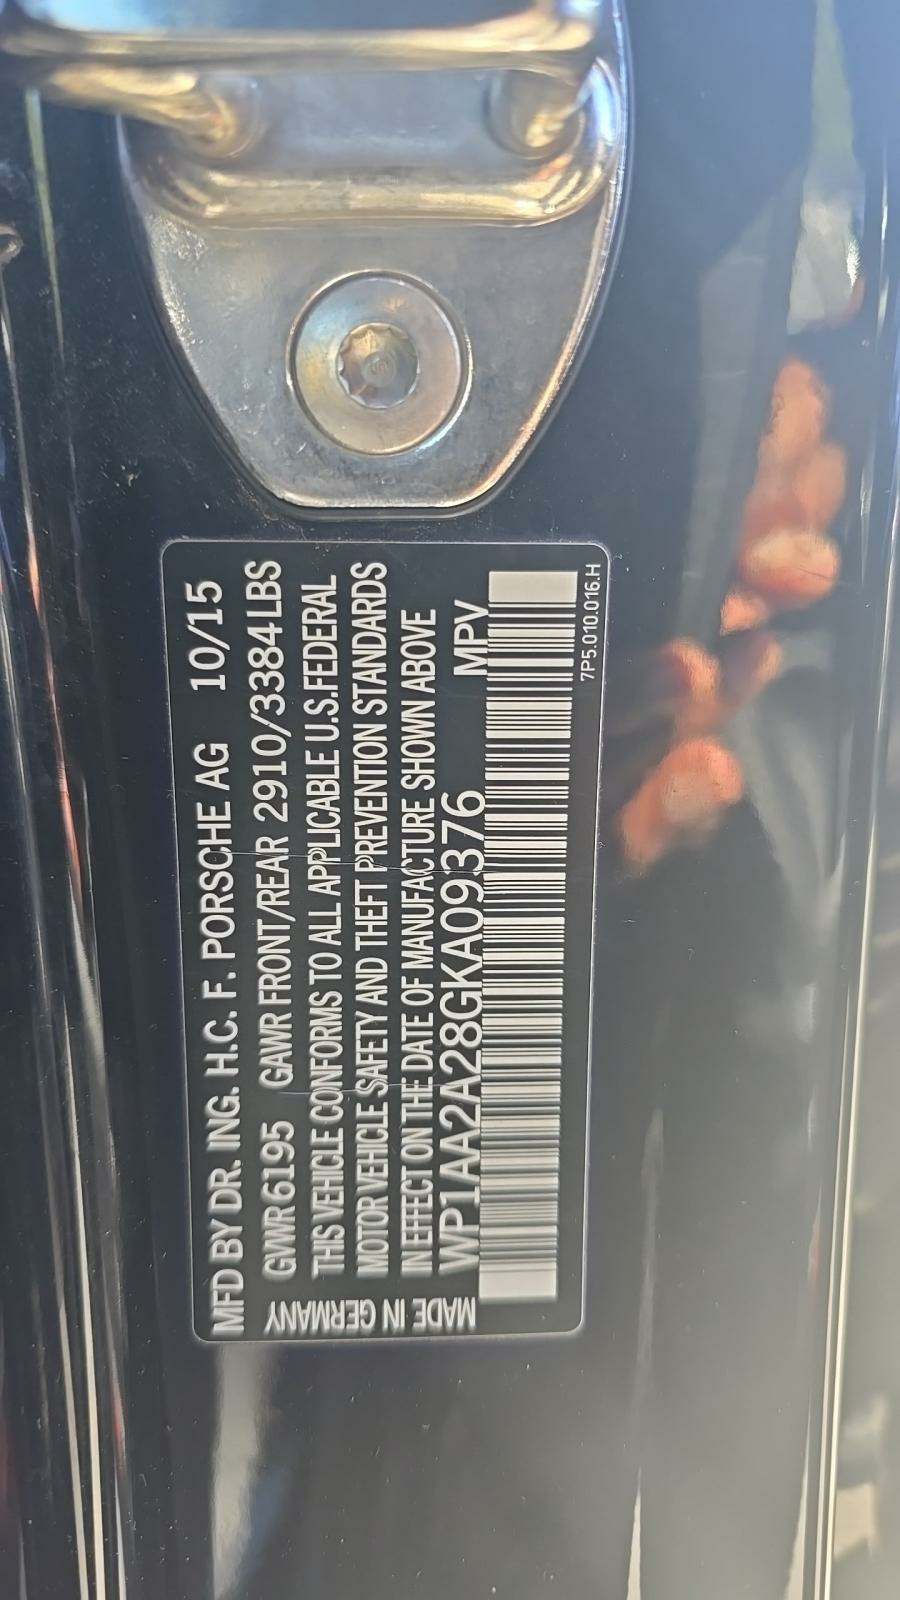 MFD BY DR. ING. H.C. F. PORSCHE AG 10/15
GVWR 6195 GAWR FRONT/REAR 2910/3384 LBS
THIS VEHICLE CONFORMS TO ALL APPLICABLE U.S. FEDERAL
MOTOR VEHICLE SAFETY AND THEFT PREVENTION STANDARDS
IN EFFECT ON THE DATE OF MANUFACTURE SHOWN ABOVE
WP1AA2A28GKA09376 MPV
MADE IN GERMANY
7P5.010.016.H